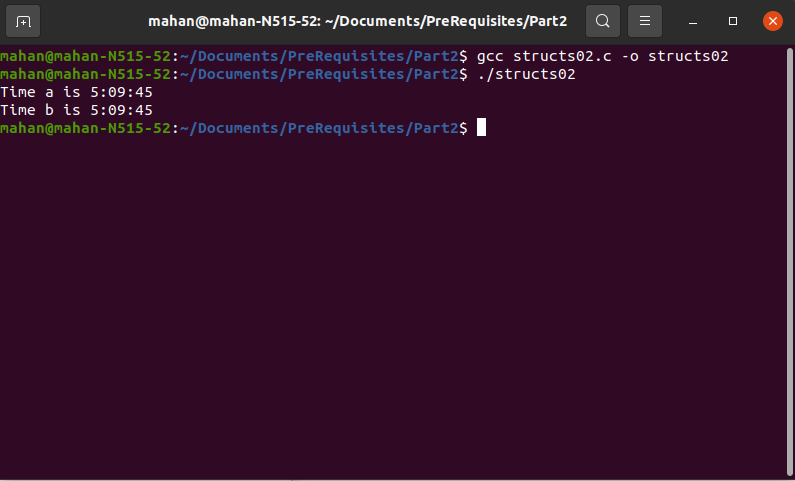 mahan@mahan-N515-52: ~/Documents/PreRequisites/Part2
mahan@mahan-N515-52:~/Documents/PreRequisites/Part2$ gcc structs02.c -o structs02
mahan@mahan-N515-52:~/Documents/PreRequisites/Part2$ ./structs02
Time a is 5:09:45
Time b is 5:09:45
mahan@mahan-N515-52:~/Documents/PreRequisites/Part2$